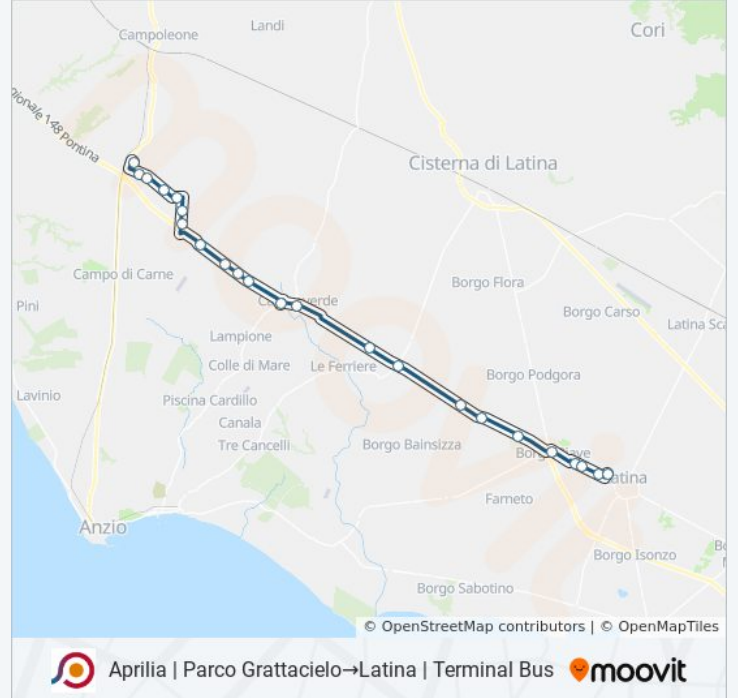 Landi
Campoleone
Cori
Regionale 148 Pontina
Cisterna di Latina
Campo di Carne
Borgo Flora
Pini
Borgo Carso
Lampione
Latina Sca
Colle di Mare
Le Ferriere
Borgo Podgora
Lavinio
Piscina Cardillo
Canala
Tre Cancelli
Borgo Bainsizza
Fameto
Anzio
Borgo Isonzo
Borgo Sabotino
© OpenStreetMap contributors | © OpenMapTiles
Aprilia | Parco Grattacielo→Latina | Terminal Bus
moovit